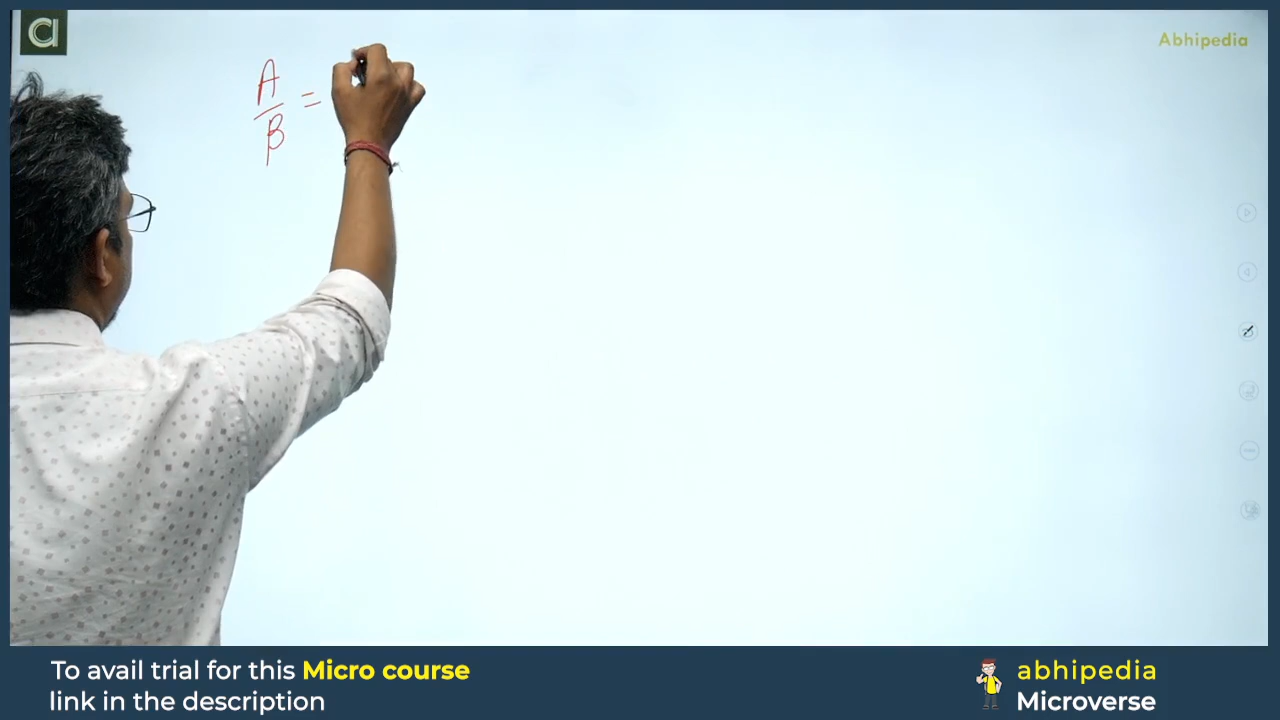 a
Abhipedia
A/B =
To avail trial for this Micro course
link in the description
abhipedia
Microverse